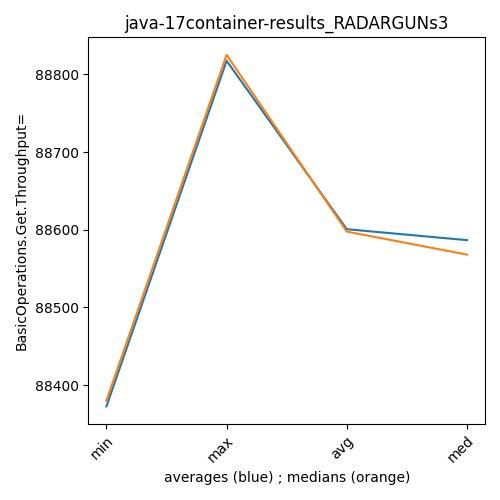 java-17container-results_RADARGUNs3
BasicOperations.Get.Throughput=
88800
88700
88600
88500
88400
min
max
avg
med
averages (blue) ; medians (orange)